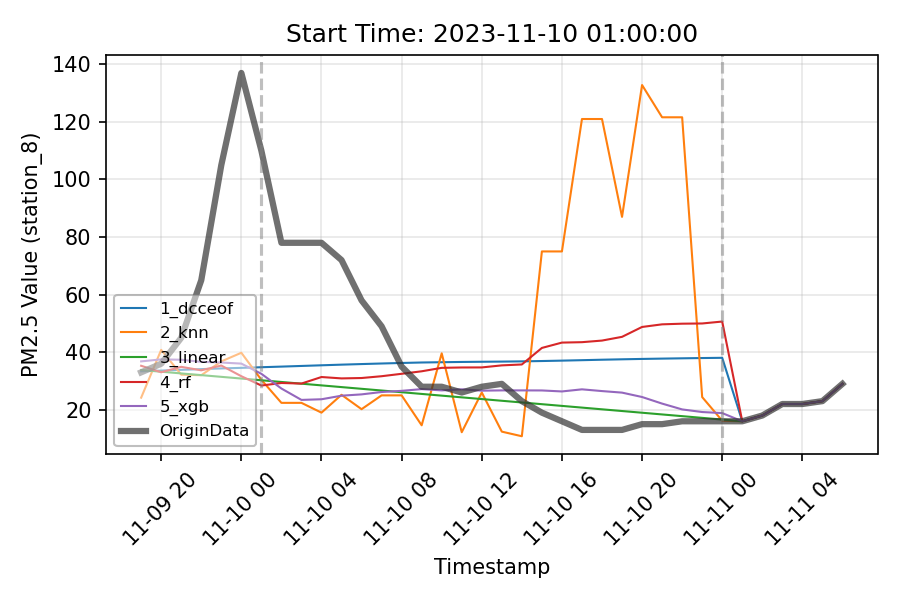 Start Time: 2023-11-10 01:00:00
PM2.5 Value (station_8)
140
120
100
80
60
40
20
1_dcceof
2_knn
3_linear
4_rf
5_xgb
OriginData
11-09 20
11-10 00
11-10 04
11-10 08
11-10 12
11-10 16
11-10 20
11-11 00
11-11 04
Timestamp